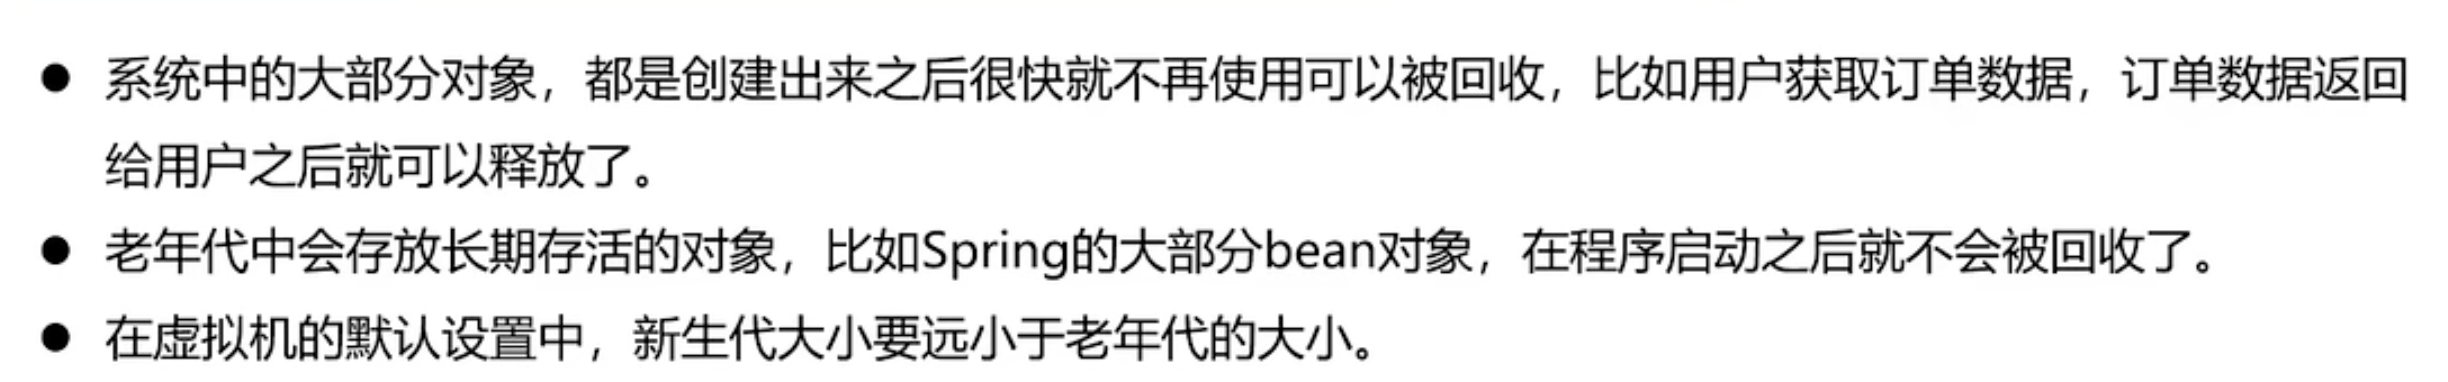 ● 系统中的大部分对象，都是创建出来之后很快就不再使用可以被回收，比如用户获取订单数据，订单数据返回
给用户之后就可以释放了。
● 老年代中会存放长期存活的对象，比如Spring的大部分bean对象，在程序启动之后就不会被回收了。
● 在虚拟机的默认设置中，新生代大小要远小于老年代的大小。